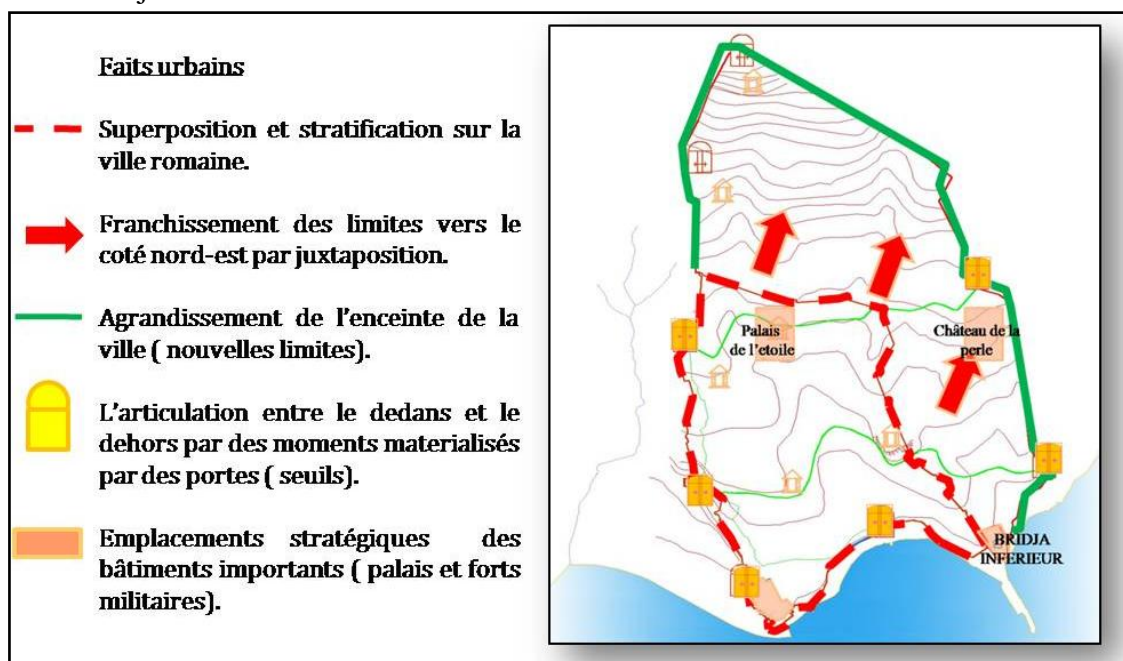 Faits urbains
Superposition et stratification sur la
ville romaine.
Franchissement des limites vers le
coté nord-est par juxtaposition.
Agrandissement de l'enceinte de la
ville ( nouvelles limites).
L'articulation entre le dedans et le
dehors par des moments materialisés
par des portes ( seuils).
Emplacements stratégiques des
bâtiments importants ( palais et forts
militaires).
Palais
de l'etoile
Château de la
perle
BRIDJA
INFERIEUR